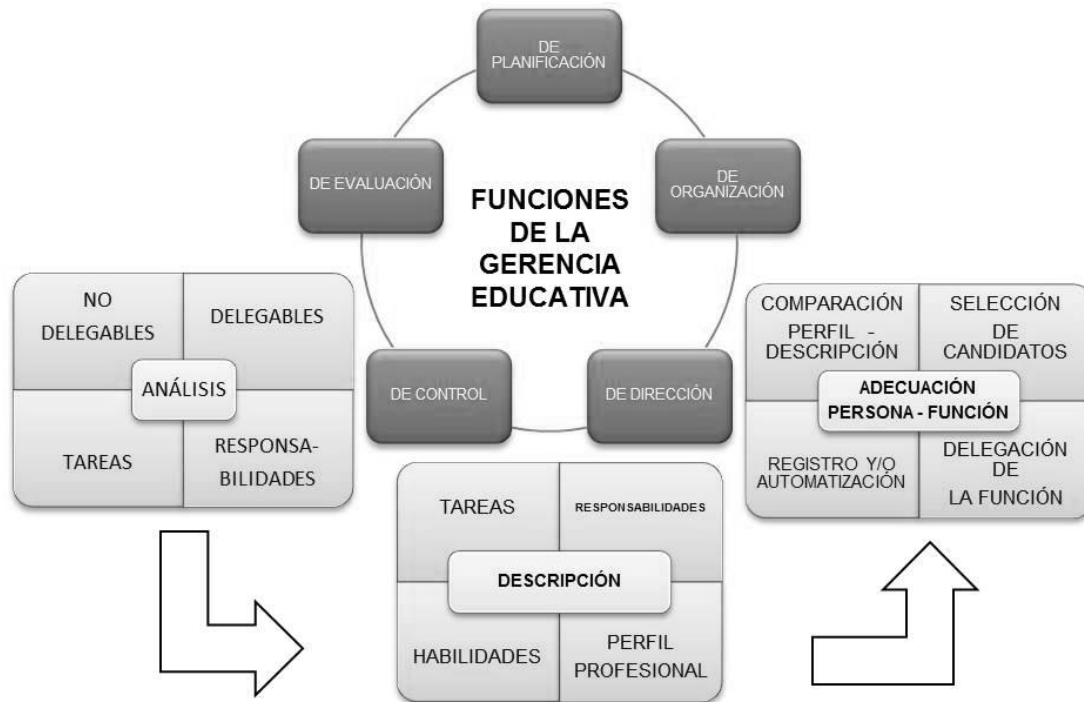 DE
PLANIFICACIÓN
DE EVALUACIÓN
DE
ORGANIZACIÓN
FUNCIONES
DE LA
GERENCIA
EDUCATIVA
DE CONTROL
DE DIRECCIÓN
NO
DELEGABLES
DELEGABLES
ANÁLISIS
TAREAS
RESPONSA-
BILIDADES
TAREAS
RESPONSABILIDADES
DESCRIPCIÓN
HABILIDADES
PERFIL
PROFESIONAL
COMPARACIÓN
PERFIL -
DESCRIPCIÓN
SELECCIÓN
DE
CANDIDATOS
ADECUACIÓN
PERSONA - FUNCIÓN
REGISTRO Y/O
AUTOMATIZACIÓN
DELEGACIÓN
DE
LA FUNCIÓN